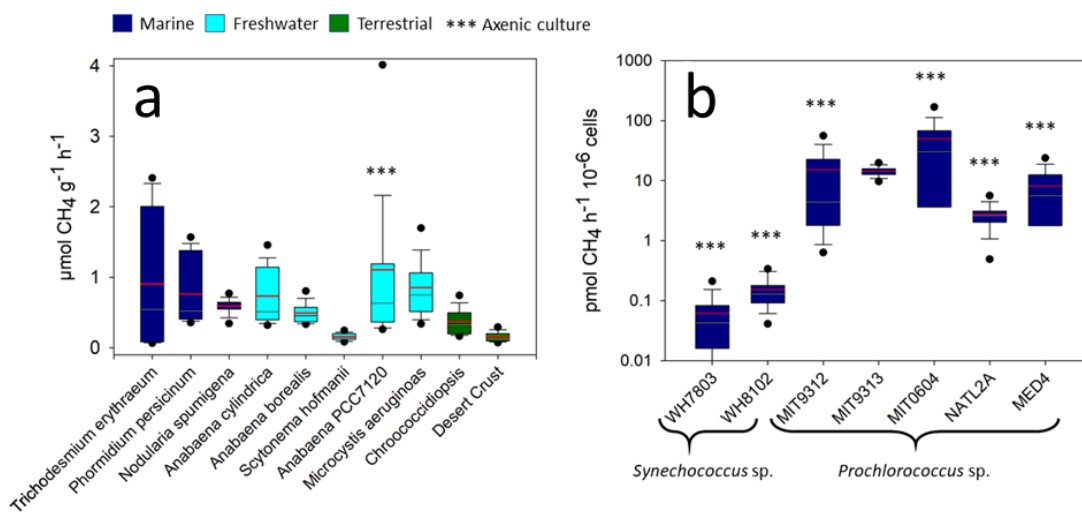 Marine Freshwater Terrestrial *** Axenic culture
a
µmol CH4 g-1 h-1
4
3
2
1
0
***
Trichodesmium erythraeum
Phormidium persicinum
Nodularia spumigena
Anabaena cylindrica
Anabaena borealis
Scytonema hofmanii
Anabaena PCC7120
Microcystis aeruginoas
Chroococcidiopsis
Desert Crust
b
pmol CH4 h-1 10-6 cells
1000
100
10
1
0.1
0.01
*** *** *** *** *** ***
WH7803
WH8102
MIT9312
MIT9313
MIT0604
NATL2A
MED4
Synechococcus sp. Prochlorococcus sp.